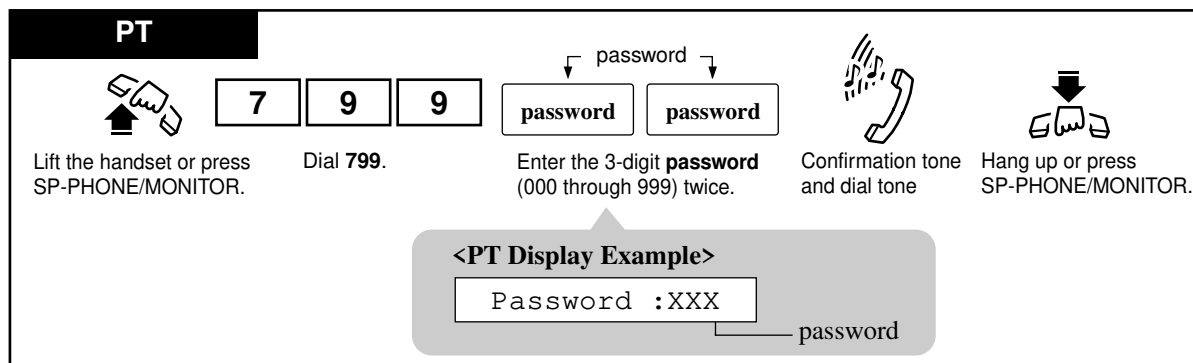 PT
password
7 9 9
password password
Lift the handset or press
SP-PHONE/MONITOR.
Dial 799.
Enter the 3-digit password
(000 through 999) twice.
Confirmation tone
and dial tone
Hang up or press
SP-PHONE/MONITOR.
<PT Display Example>
Password :XXX
password